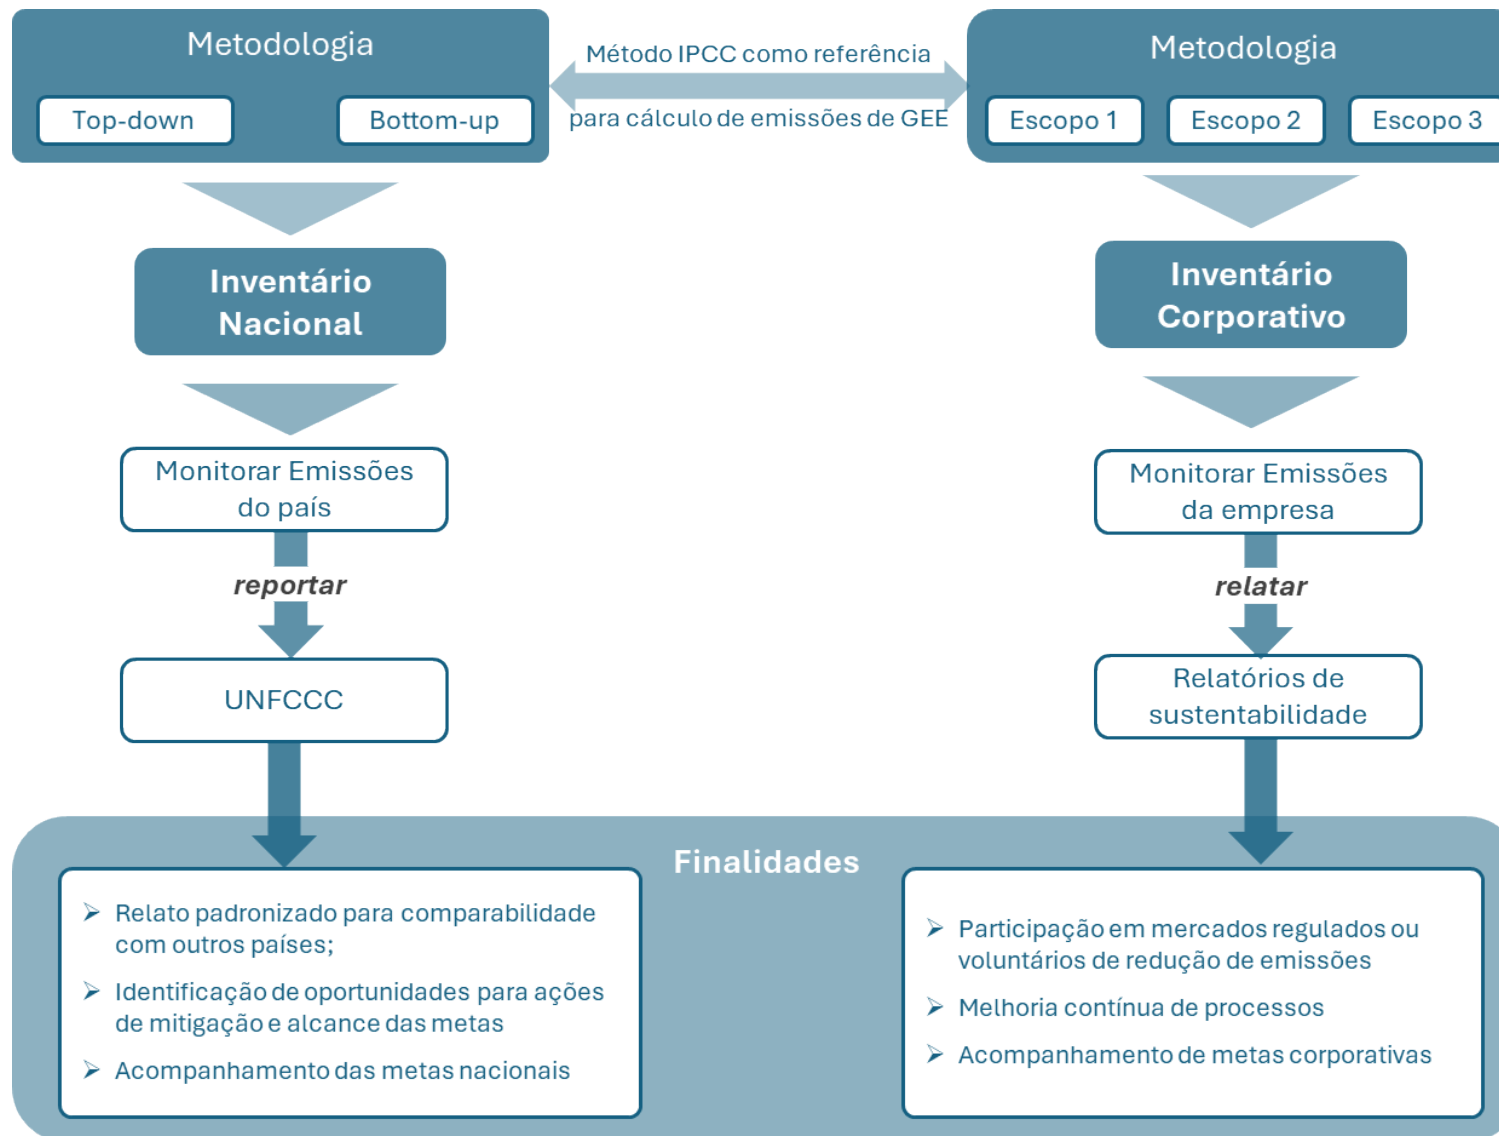 Metodologia
Top-down
Bottom-up
Método IPCC como referência
para cálculo de emissões de GEE
Metodologia
Escopo 1
Escopo 2
Escopo 3
Inventário
Nacional
Inventário
Corporativo
Monitorar Emissões
do país
Monitorar Emissões
da empresa
reportar
relatar
UNFCCC
Relatórios de
sustentabilidade
Finalidades
➢ Relato padronizado para comparabilidade
com outros países;
➢ Identificação de oportunidades para ações
de mitigação e alcance das metas
➢ Acompanhamento das metas nacionais
➢ Participação em mercados regulados ou
voluntários de redução de emissões
➢ Melhoria contínua de processos
➢ Acompanhamento de metas corporativas